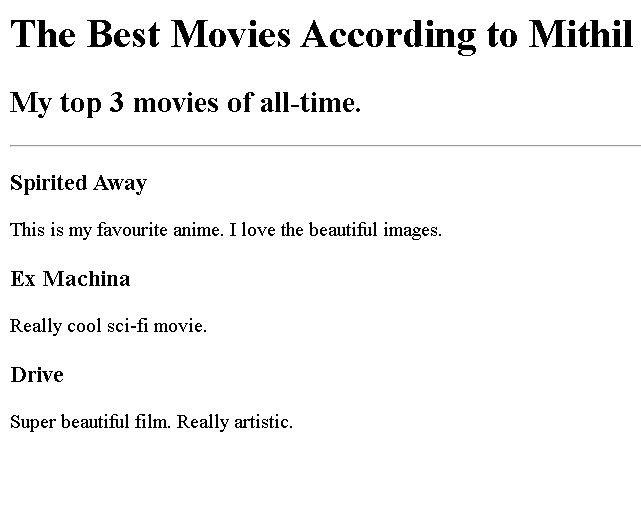 The Best Movies According to Mithil
My top 3 movies of all-time.
Spirited Away
This is my favourite anime. I love the beautiful images.
Ex Machina
Really cool sci-fi movie.
Drive
Super beautiful film. Really artistic.